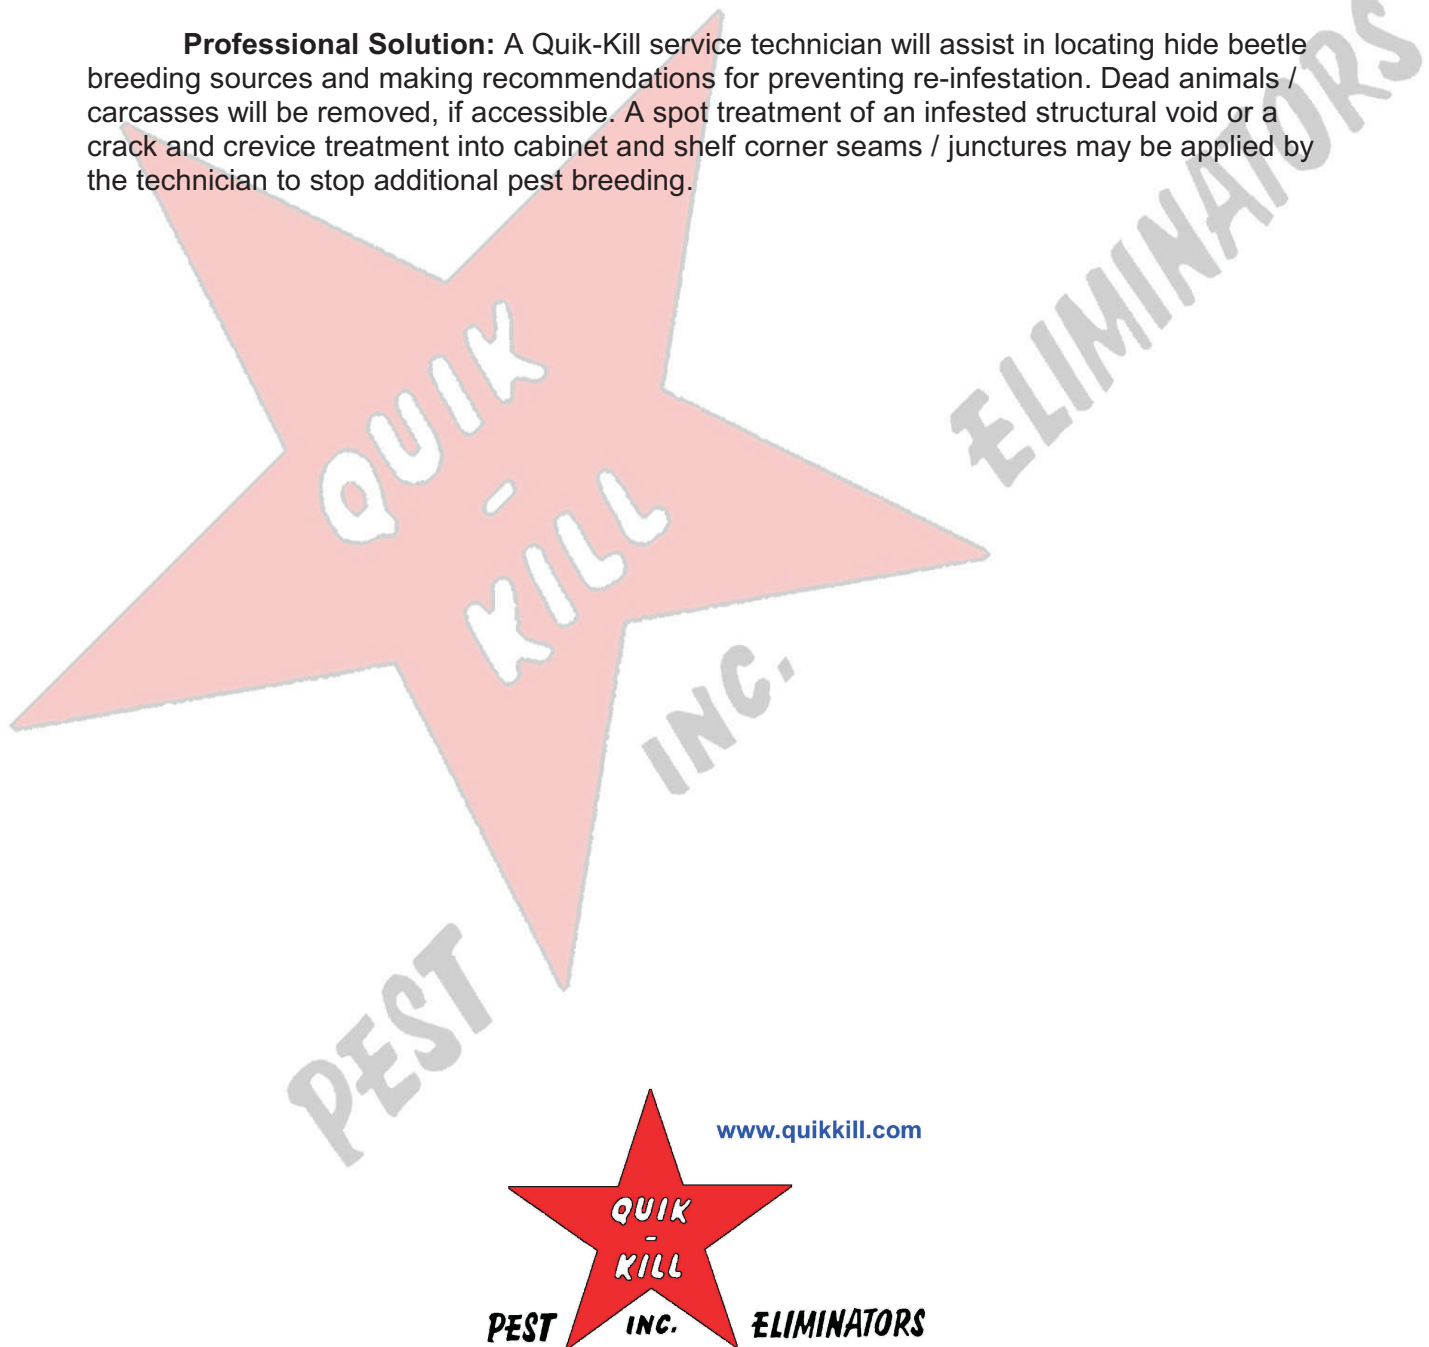 Professional Solution: A Quik-Kill service technician will assist in locating hide beetle
breeding sources and making recommendations for preventing re-infestation. Dead animals /
carcasses will be removed, if accessible. A spot treatment of an infested structural void or a
crack and crevice treatment into cabinet and shelf corner seams / junctures may be applied by
the technician to stop additional pest breeding.
QUIK
-
KILL
PEST INC. ELIMINATORS
www.quikkill.com
QUIK
-
KILL
PEST INC. ELIMINATORS